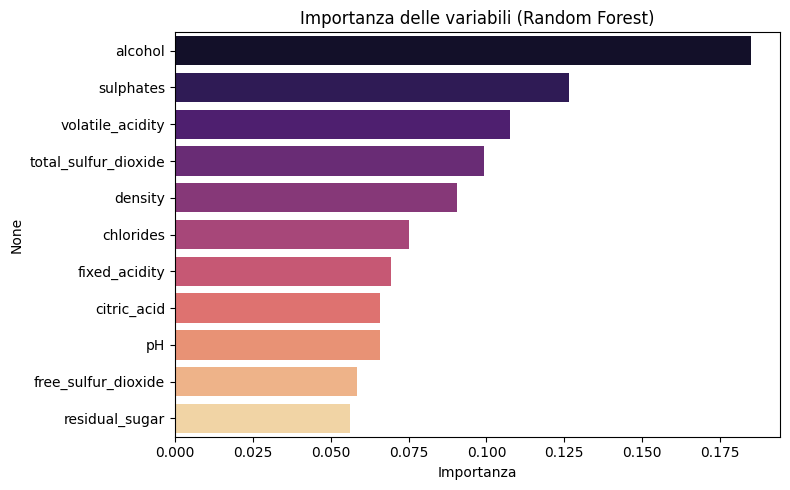 Importanza delle variabili (Random Forest)
alcohol
sulphates
volatile_acidity
total_sulfur_dioxide
density
chlorides
fixed_acidity
citric_acid
pH
free_sulfur_dioxide
residual_sugar
None
0.000 0.025 0.050 0.075 0.100 0.125 0.150 0.175
Importanza